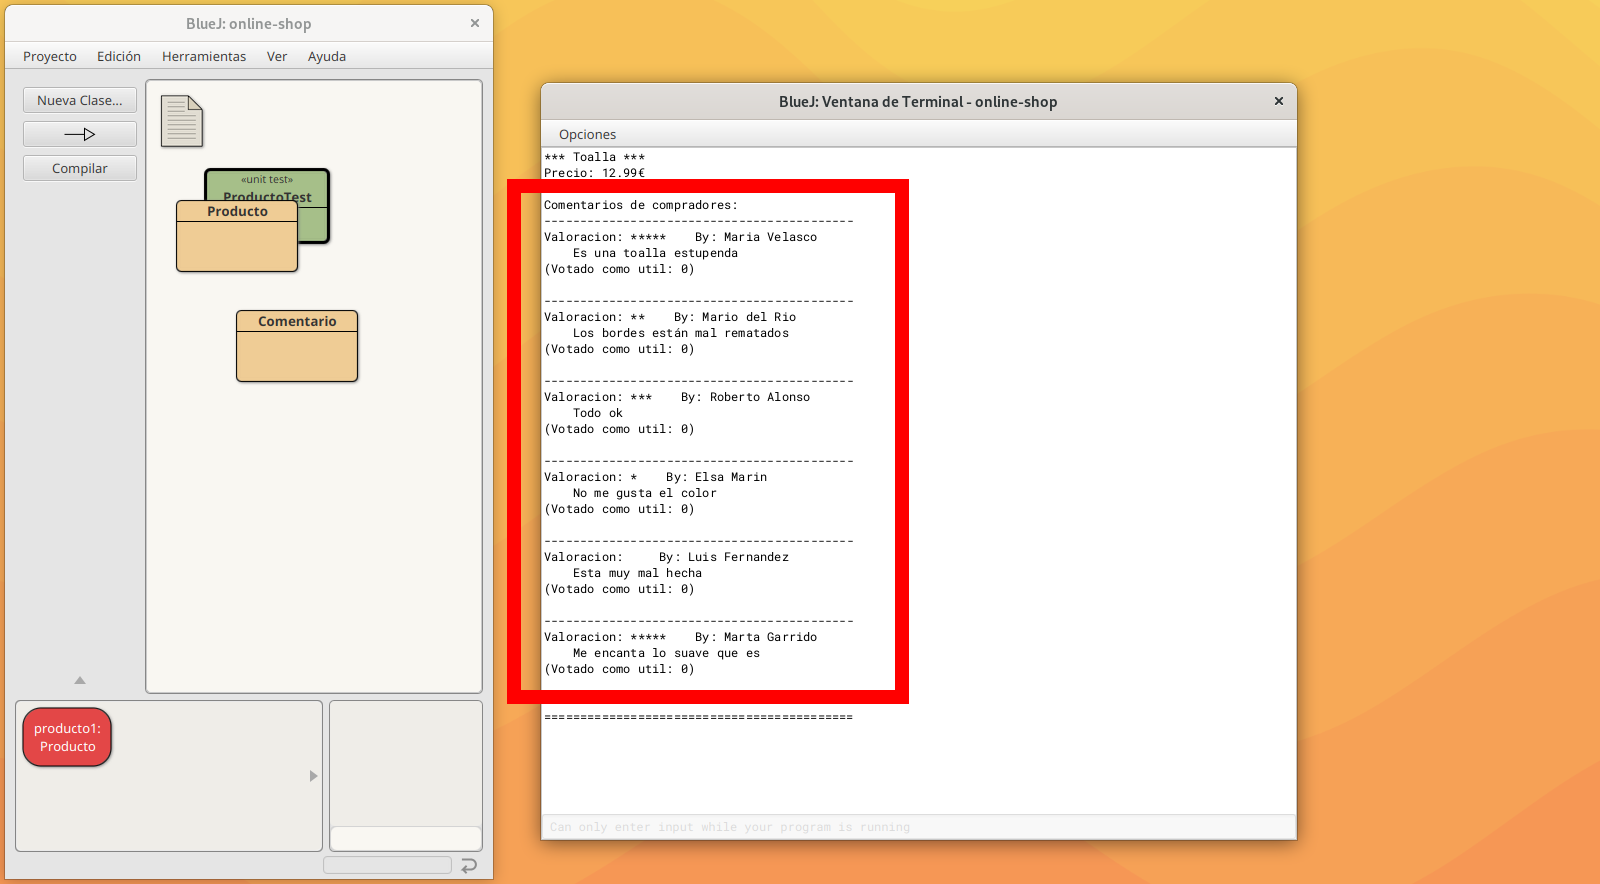 BlueJ: online-shop
Proyecto Edición Herramientas Ver Ayuda
Nueva Clase...
Compilar
«unit test»
ProductoTest
Producto
Comentario
producto1:
Producto
BlueJ: Ventana de Terminal - online-shop
Opciones
*** Toalla ***
Precio: 12.99€
Comentarios de compradores:
-------------------------------------------
Valoracion: *****    By: Maria Velasco
    Es una toalla estupenda
(Votado como util: 0)
-------------------------------------------
Valoracion: **    By: Mario del Rio
    Los bordes están mal rematados
(Votado como util: 0)
-------------------------------------------
Valoracion: ***    By: Roberto Alonso
    Todo ok
(Votado como util: 0)
-------------------------------------------
Valoracion: *    By: Elsa Marin
    No me gusta el color
(Votado como util: 0)
-------------------------------------------
Valoracion:     By: Luis Fernandez
    Esta muy mal hecha
(Votado como util: 0)
-------------------------------------------
Valoracion: *****    By: Marta Garrido
    Me encanta lo suave que es
(Votado como util: 0)
===========================================
Can only enter input while your program is running